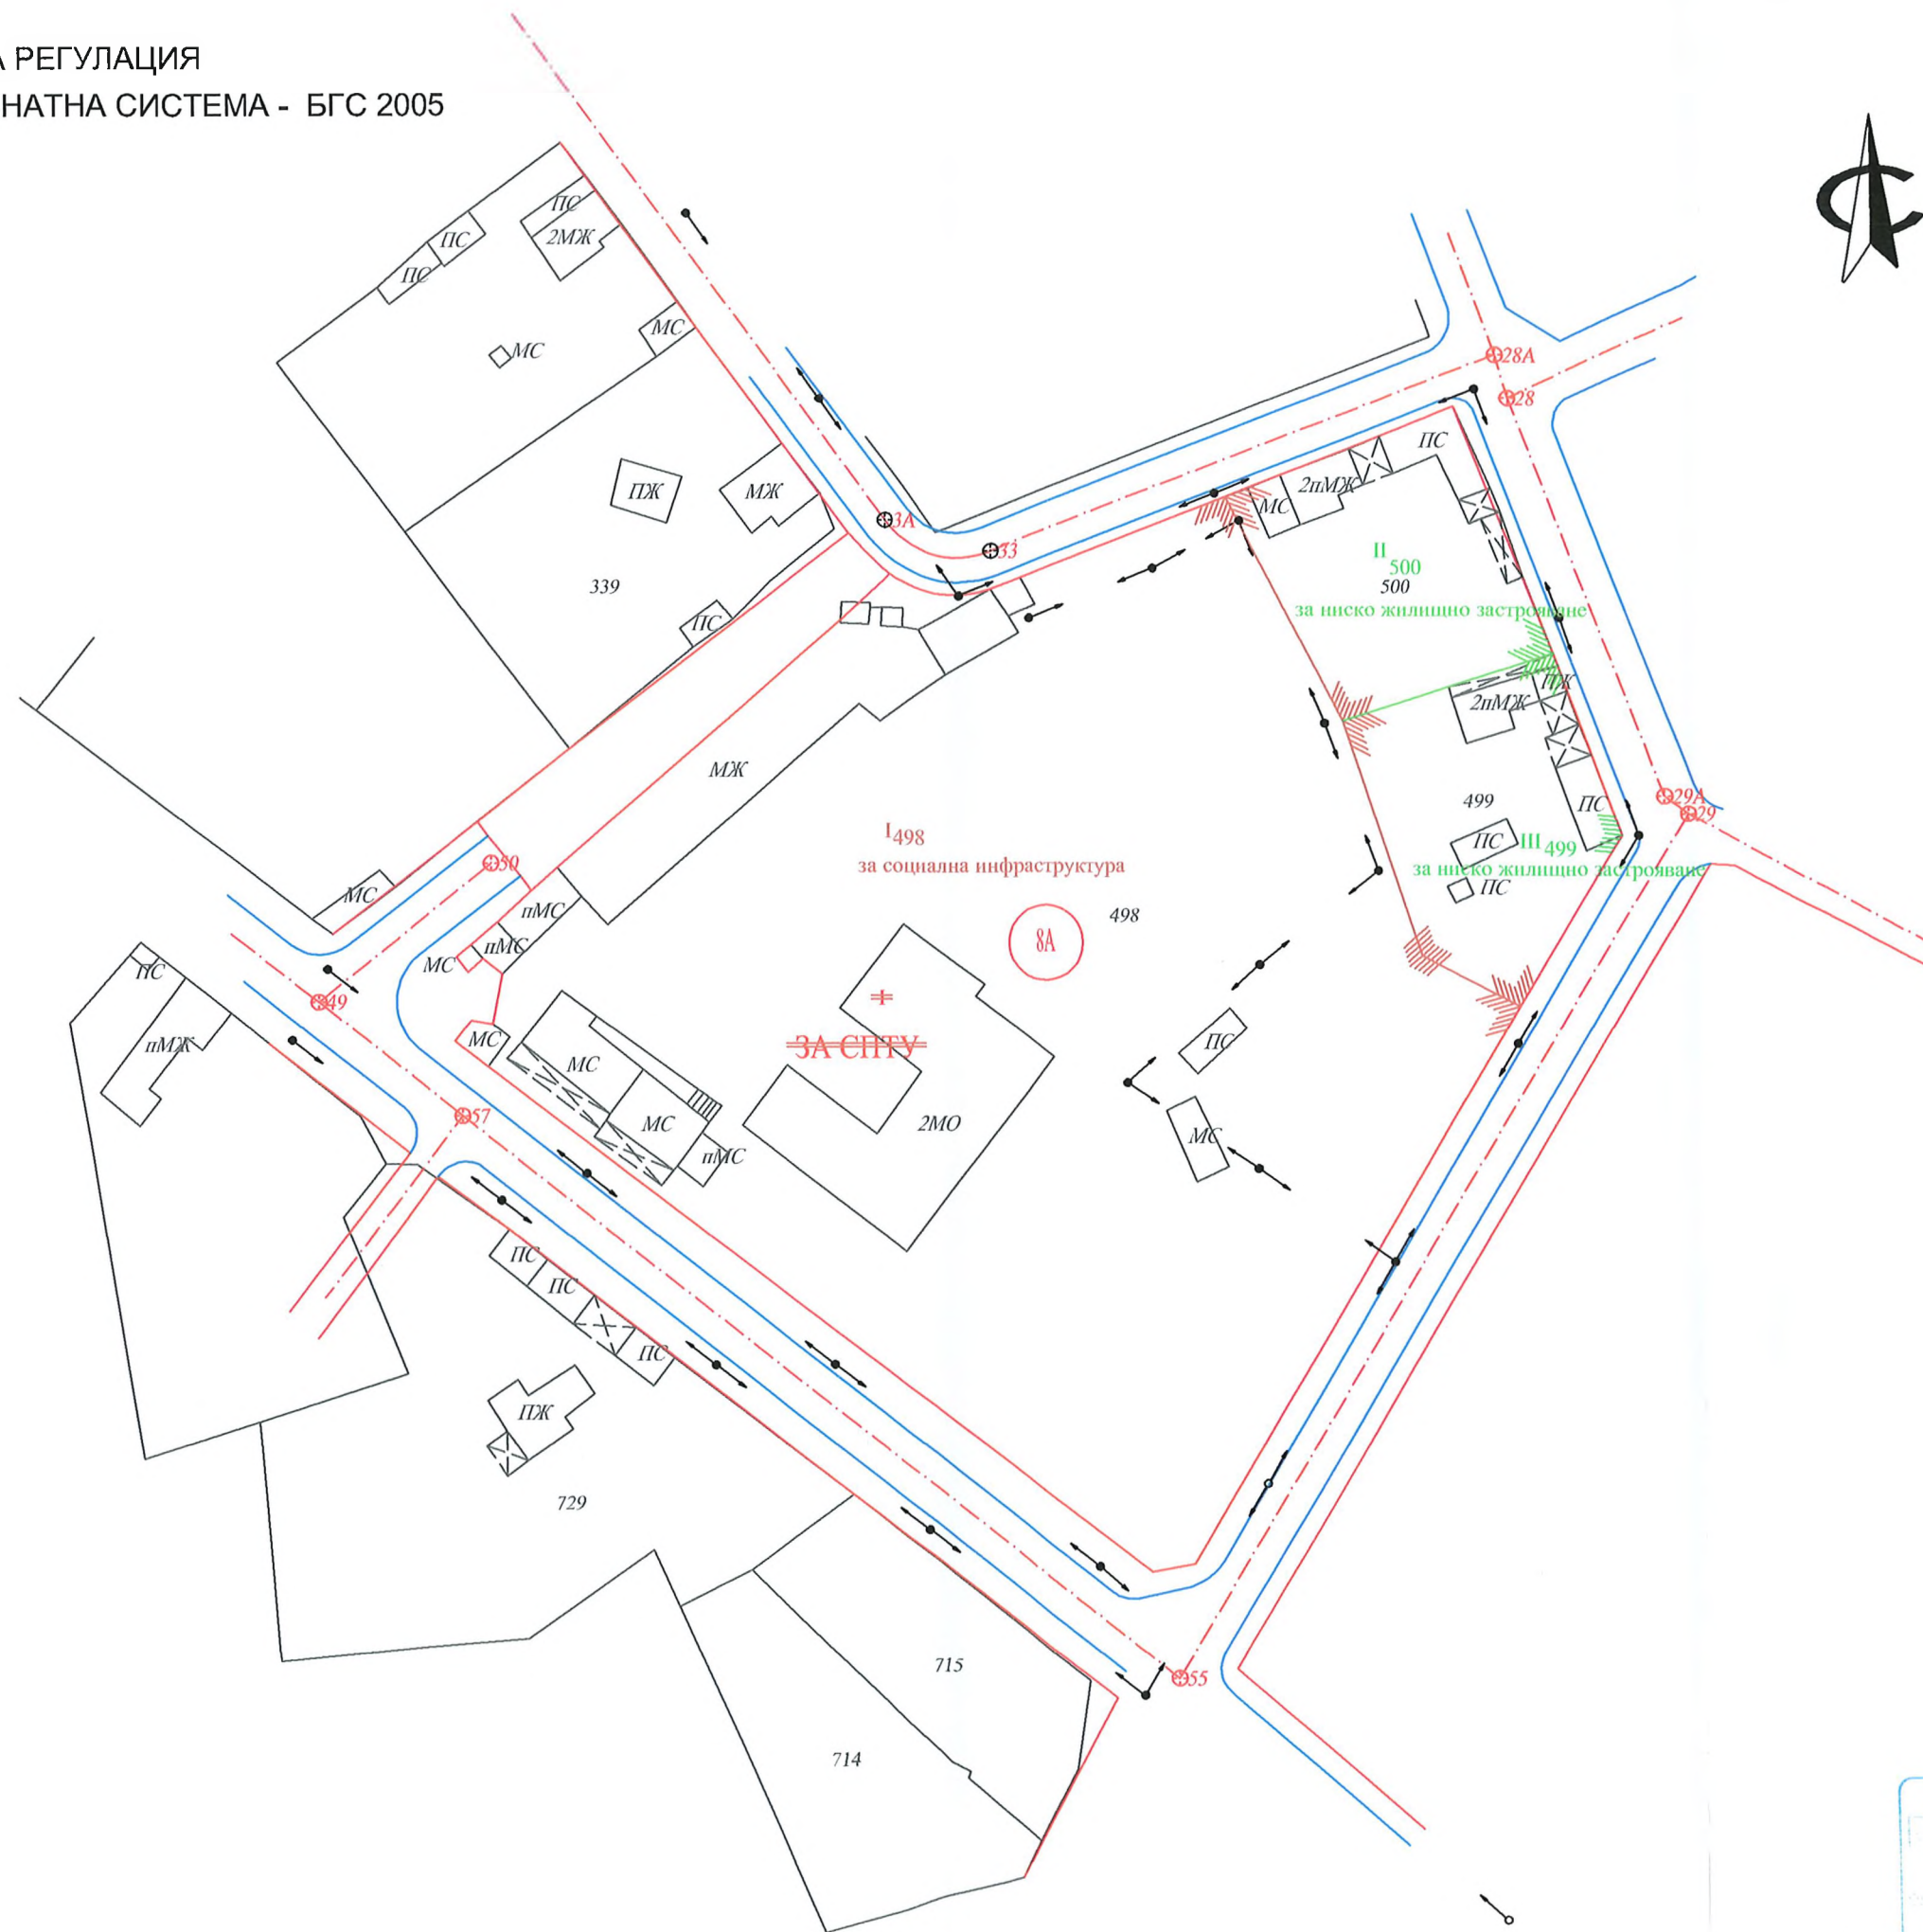 А РЕГУЛАЦИЯ
НАТНА СИСТЕМА - БГС 2005
ПС
2МЖ
ПС
ПС
МС
МС
28А
28
ПС
ПЖ
МЖ
2пМЖ
МС
33
3А
II 500
500
за ниско жилищно застрояване
339
ПС
ПЖ
2пМЖ
МЖ
29А
29
499
ПС
ПС
III 499
за ниско жилищно застрояване
ПС
I 498
за социална инфраструктура
498
8А
50
МС
пМС
пМС
МС
ПС
49
пМЖ
МС
МС
ЗА СПТУ
ПС
57
МС
2МО
МС
пМС
ПС
ПС
ПС
ПЖ
729
715
55
714